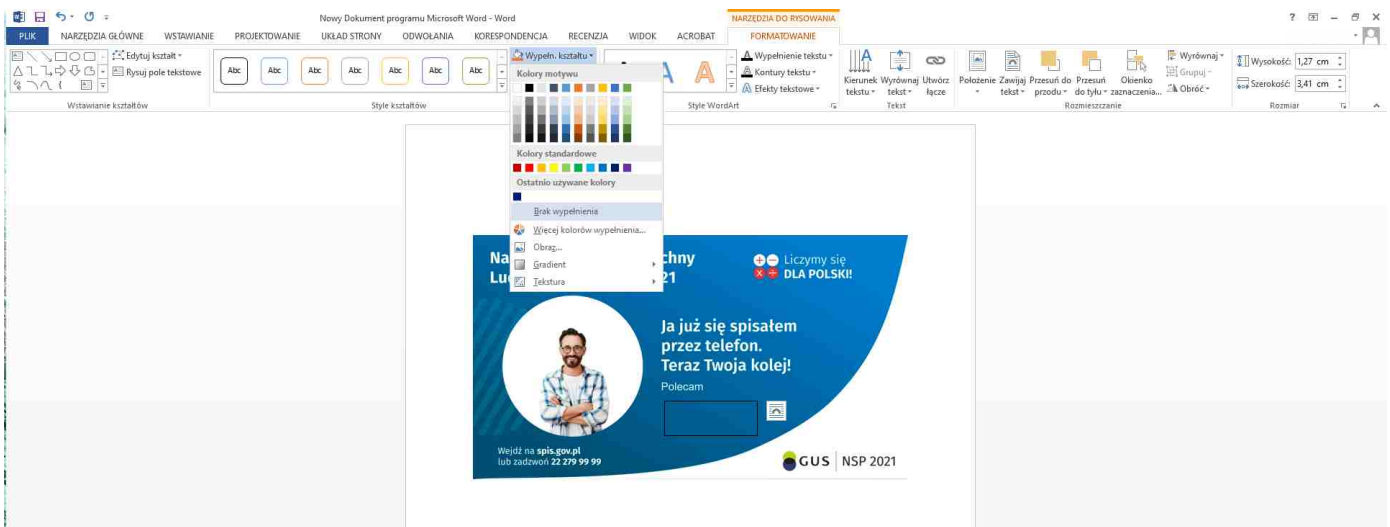 Nowy Dokument programu Microsoft Word - Word
NARZĘDZIA DO RYSOWANIA
PLIK NARZĘDZIA GŁÓWNE WSTAWIANIE PROJEKTOWANIE UKŁAD STRONY ODWOŁANIA KORESPONDENCJA RECENZJA WIDOK ACROBAT FORMATOWANIE
Edytuj kształt
Rysuj pole tekstowe
Wstawianie kształtów
Abc Abc Abc Abc Abc Abc Abc
Style kształtów
Wypełn. kształtu
Kolory motywu
Kolory standardowe
Ostatnio używane kolory
Brak wypełnienia
Więcej kolorów wypełnienia...
Obraz...
Gradient
Tekstura
A A
Wypełnienie tekstu
Kontury tekstu
Efekty tekstowe
Style WordArt
Kierunek tekstu
Wyrównaj tekst
Utwórz łącze
Tekst
Położenie
Zawijaj tekst
Przesuń do przodu
Przesuń do tyłu
Okienko zaznaczenia...
Wyrównaj
Grupuj
Obróć
Rozmieszczanie
Wysokość: 1,27 cm
Szerokość: 3,41 cm
Rozmiar
Na chny
Lu 21
Liczymy się
DLA POLSKI!
Ja już się spisałem
przez telefon.
Teraz Twoja kolej!
Polecam
Wejdź na spis.gov.pl
lub zadzwoń 22 279 99 99
GUS NSP 2021